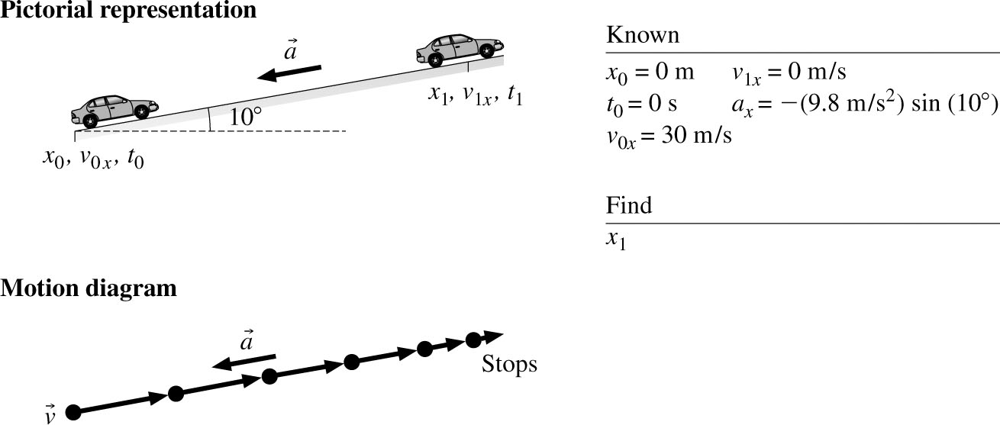 Pictorial representation
a⃗
10°
x₀, v₀ₓ, t₀
x₁, v₁ₓ, t₁
Known
x₀ = 0 m v₁ₓ = 0 m/s
t₀ = 0 s aₓ = −(9.8 m/s²) sin (10°)
v₀ₓ = 30 m/s
Find
x₁
Motion diagram
a⃗
Stops
v⃗